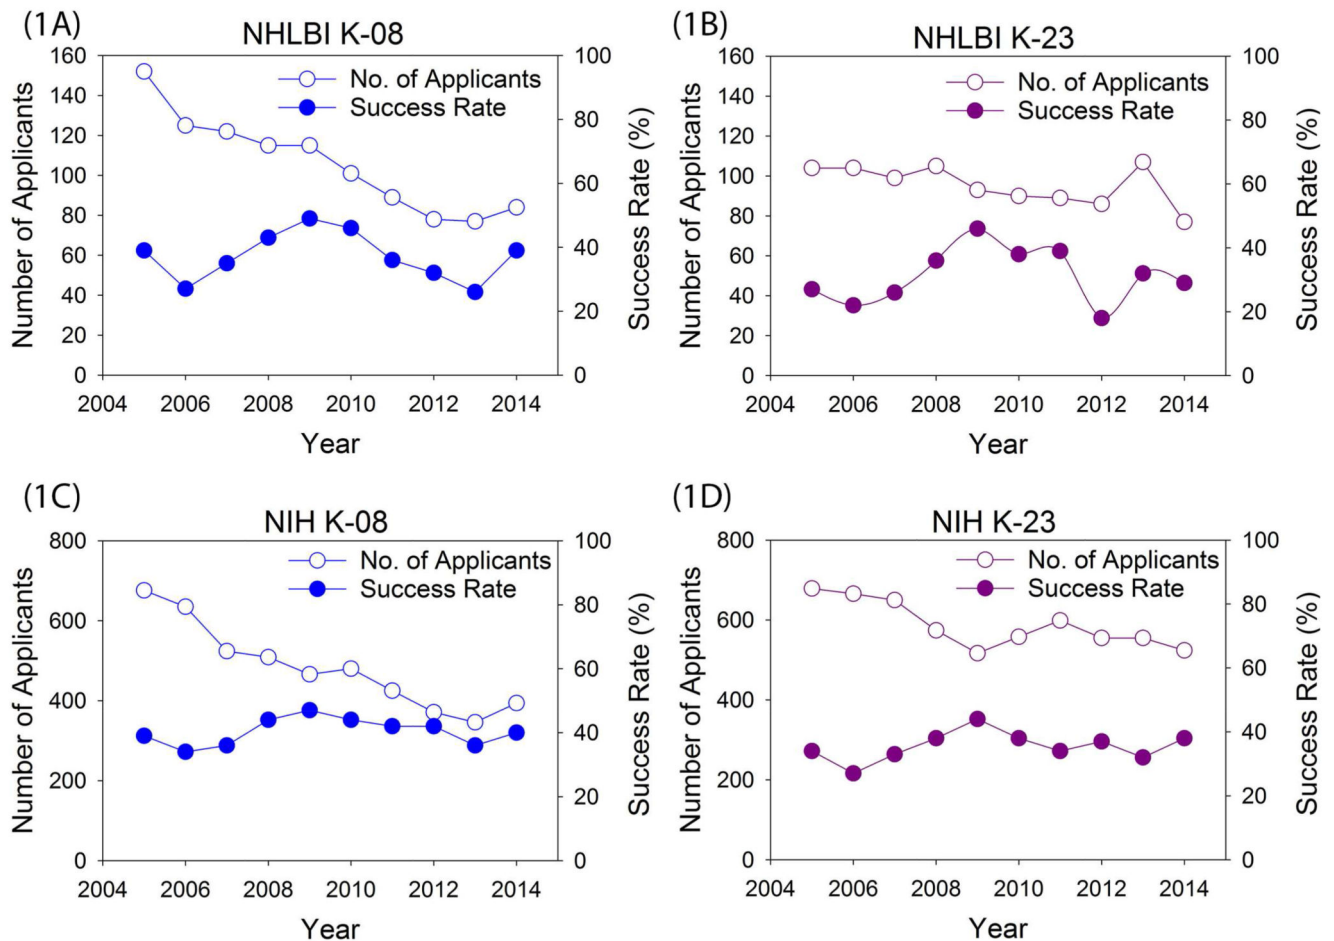 (1A)
NHLBI K-08
160
140
120
100
80
60
40
20
0
100
80
60
40
20
0
No. of Applicants
Success Rate
Number of Applicants
Success Rate (%)
2004 2006 2008 2010 2012 2014
Year
(1B)
NHLBI K-23
160
140
120
100
80
60
40
20
0
100
80
60
40
20
0
No. of Applicants
Success Rate
Number of Applicants
Success Rate (%)
2004 2006 2008 2010 2012 2014
Year
(1C)
NIH K-08
800
600
400
200
0
100
80
60
40
20
0
No. of Applicants
Success Rate
Number of Applicants
Success Rate (%)
2004 2006 2008 2010 2012 2014
Year
(1D)
NIH K-23
800
600
400
200
0
100
80
60
40
20
0
No. of Applicants
Success Rate
Number of Applicants
Success Rate (%)
2004 2006 2008 2010 2012 2014
Year